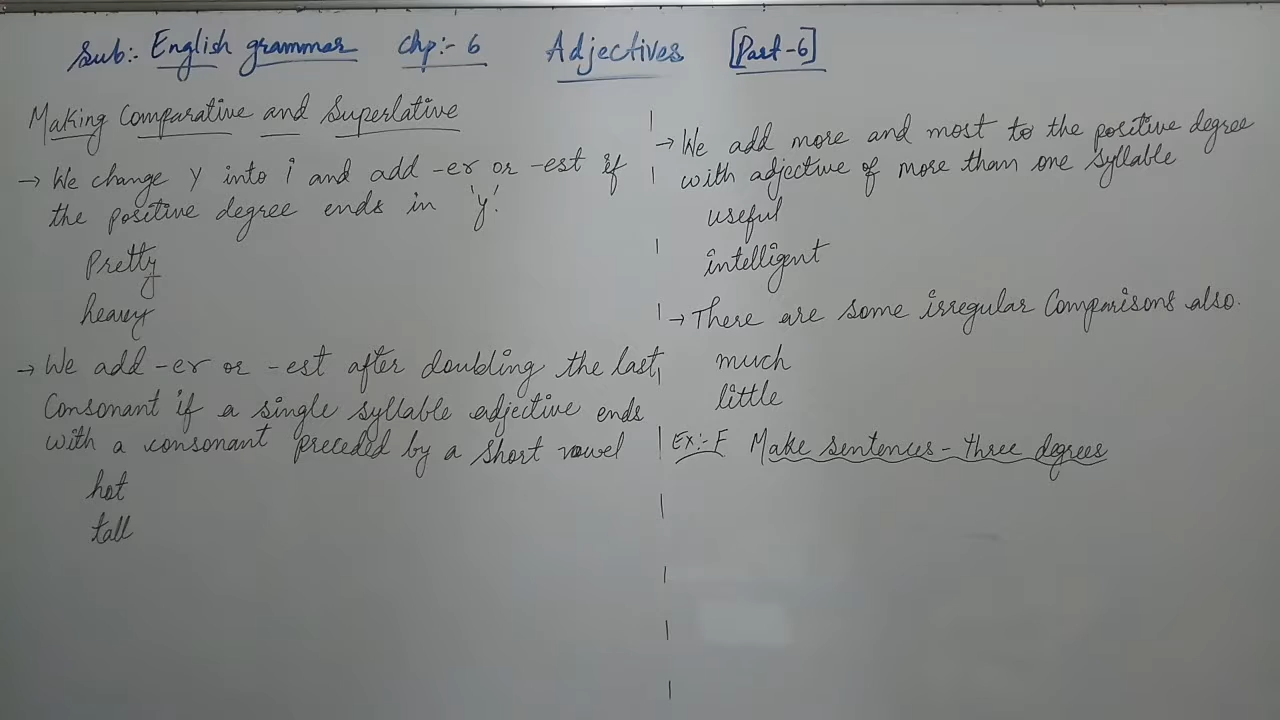 Sub:- English grammar Chp:- 6 Adjectives [Part-6]
Making Comparative and Superlative
→ We change y into i and add -er or -est if
the positive degree ends in 'y'.
Pretty
heavy
→ We add -er or -est after doubling the last
Consonant if a single syllable adjective ends
with a consonant preceded by a short vowel
hot
tall
→ We add more and most to the positive degree
with adjective of more than one syllable
useful
intelligent
→ There are some irregular Comparisons also.
much
little
Ex:- F Make sentences - three degrees